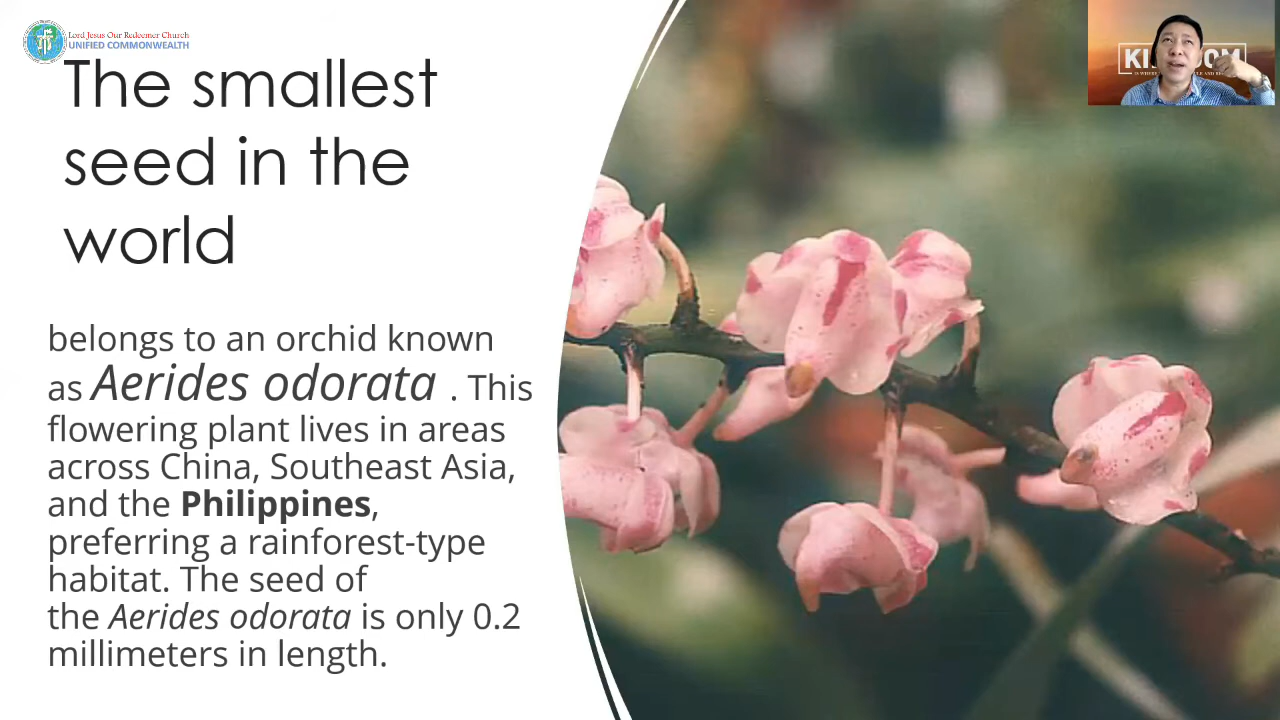 Lord Jesus Our Redeemer Church
UNIFIED COMMONWEALTH
The smallest
seed in the
world
belongs to an orchid known
as Aerides odorata . This
flowering plant lives in areas
across China, Southeast Asia,
and the Philippines,
preferring a rainforest-type
habitat. The seed of
the Aerides odorata is only 0.2
millimeters in length.